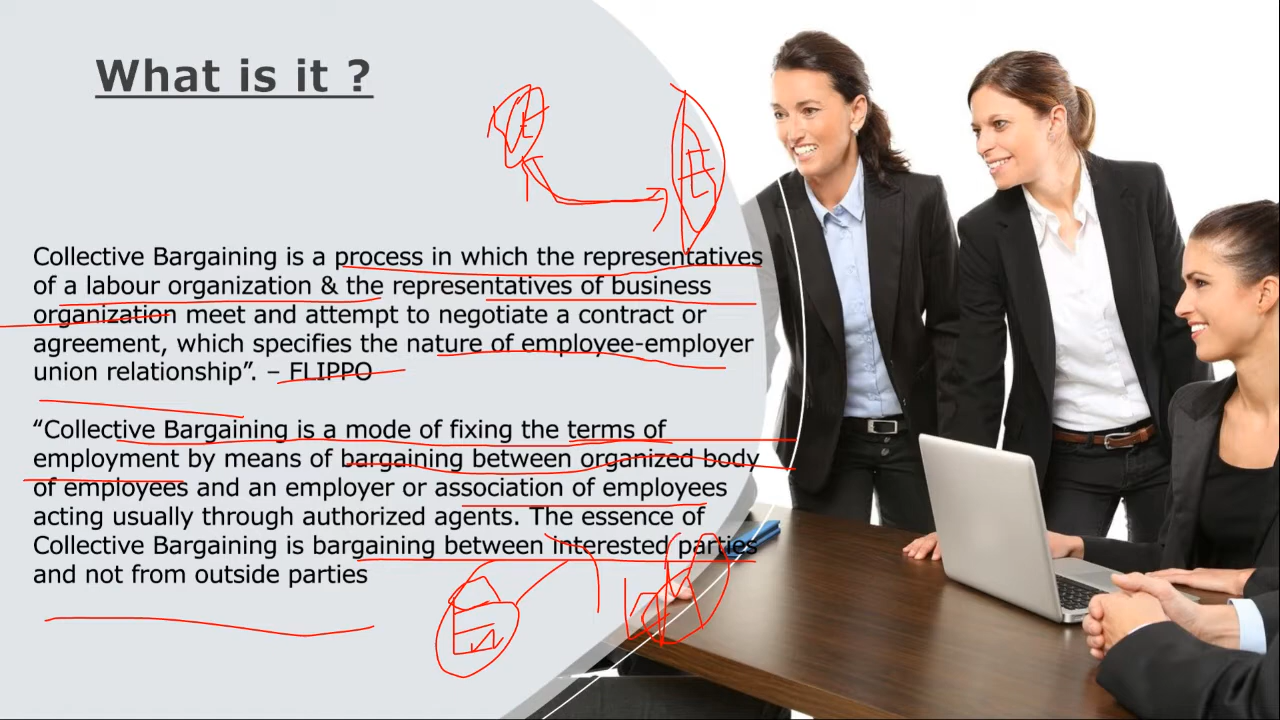 What is it ?
Collective Bargaining is a process in which the representatives
of a labour organization & the representatives of business
organization meet and attempt to negotiate a contract or
agreement, which specifies the nature of employee-employer
union relationship”. – FLIPPO
“Collective Bargaining is a mode of fixing the terms of
employment by means of bargaining between organized body
of employees and an employer or association of employees
acting usually through authorized agents. The essence of
Collective Bargaining is bargaining between interested parties
and not from outside parties